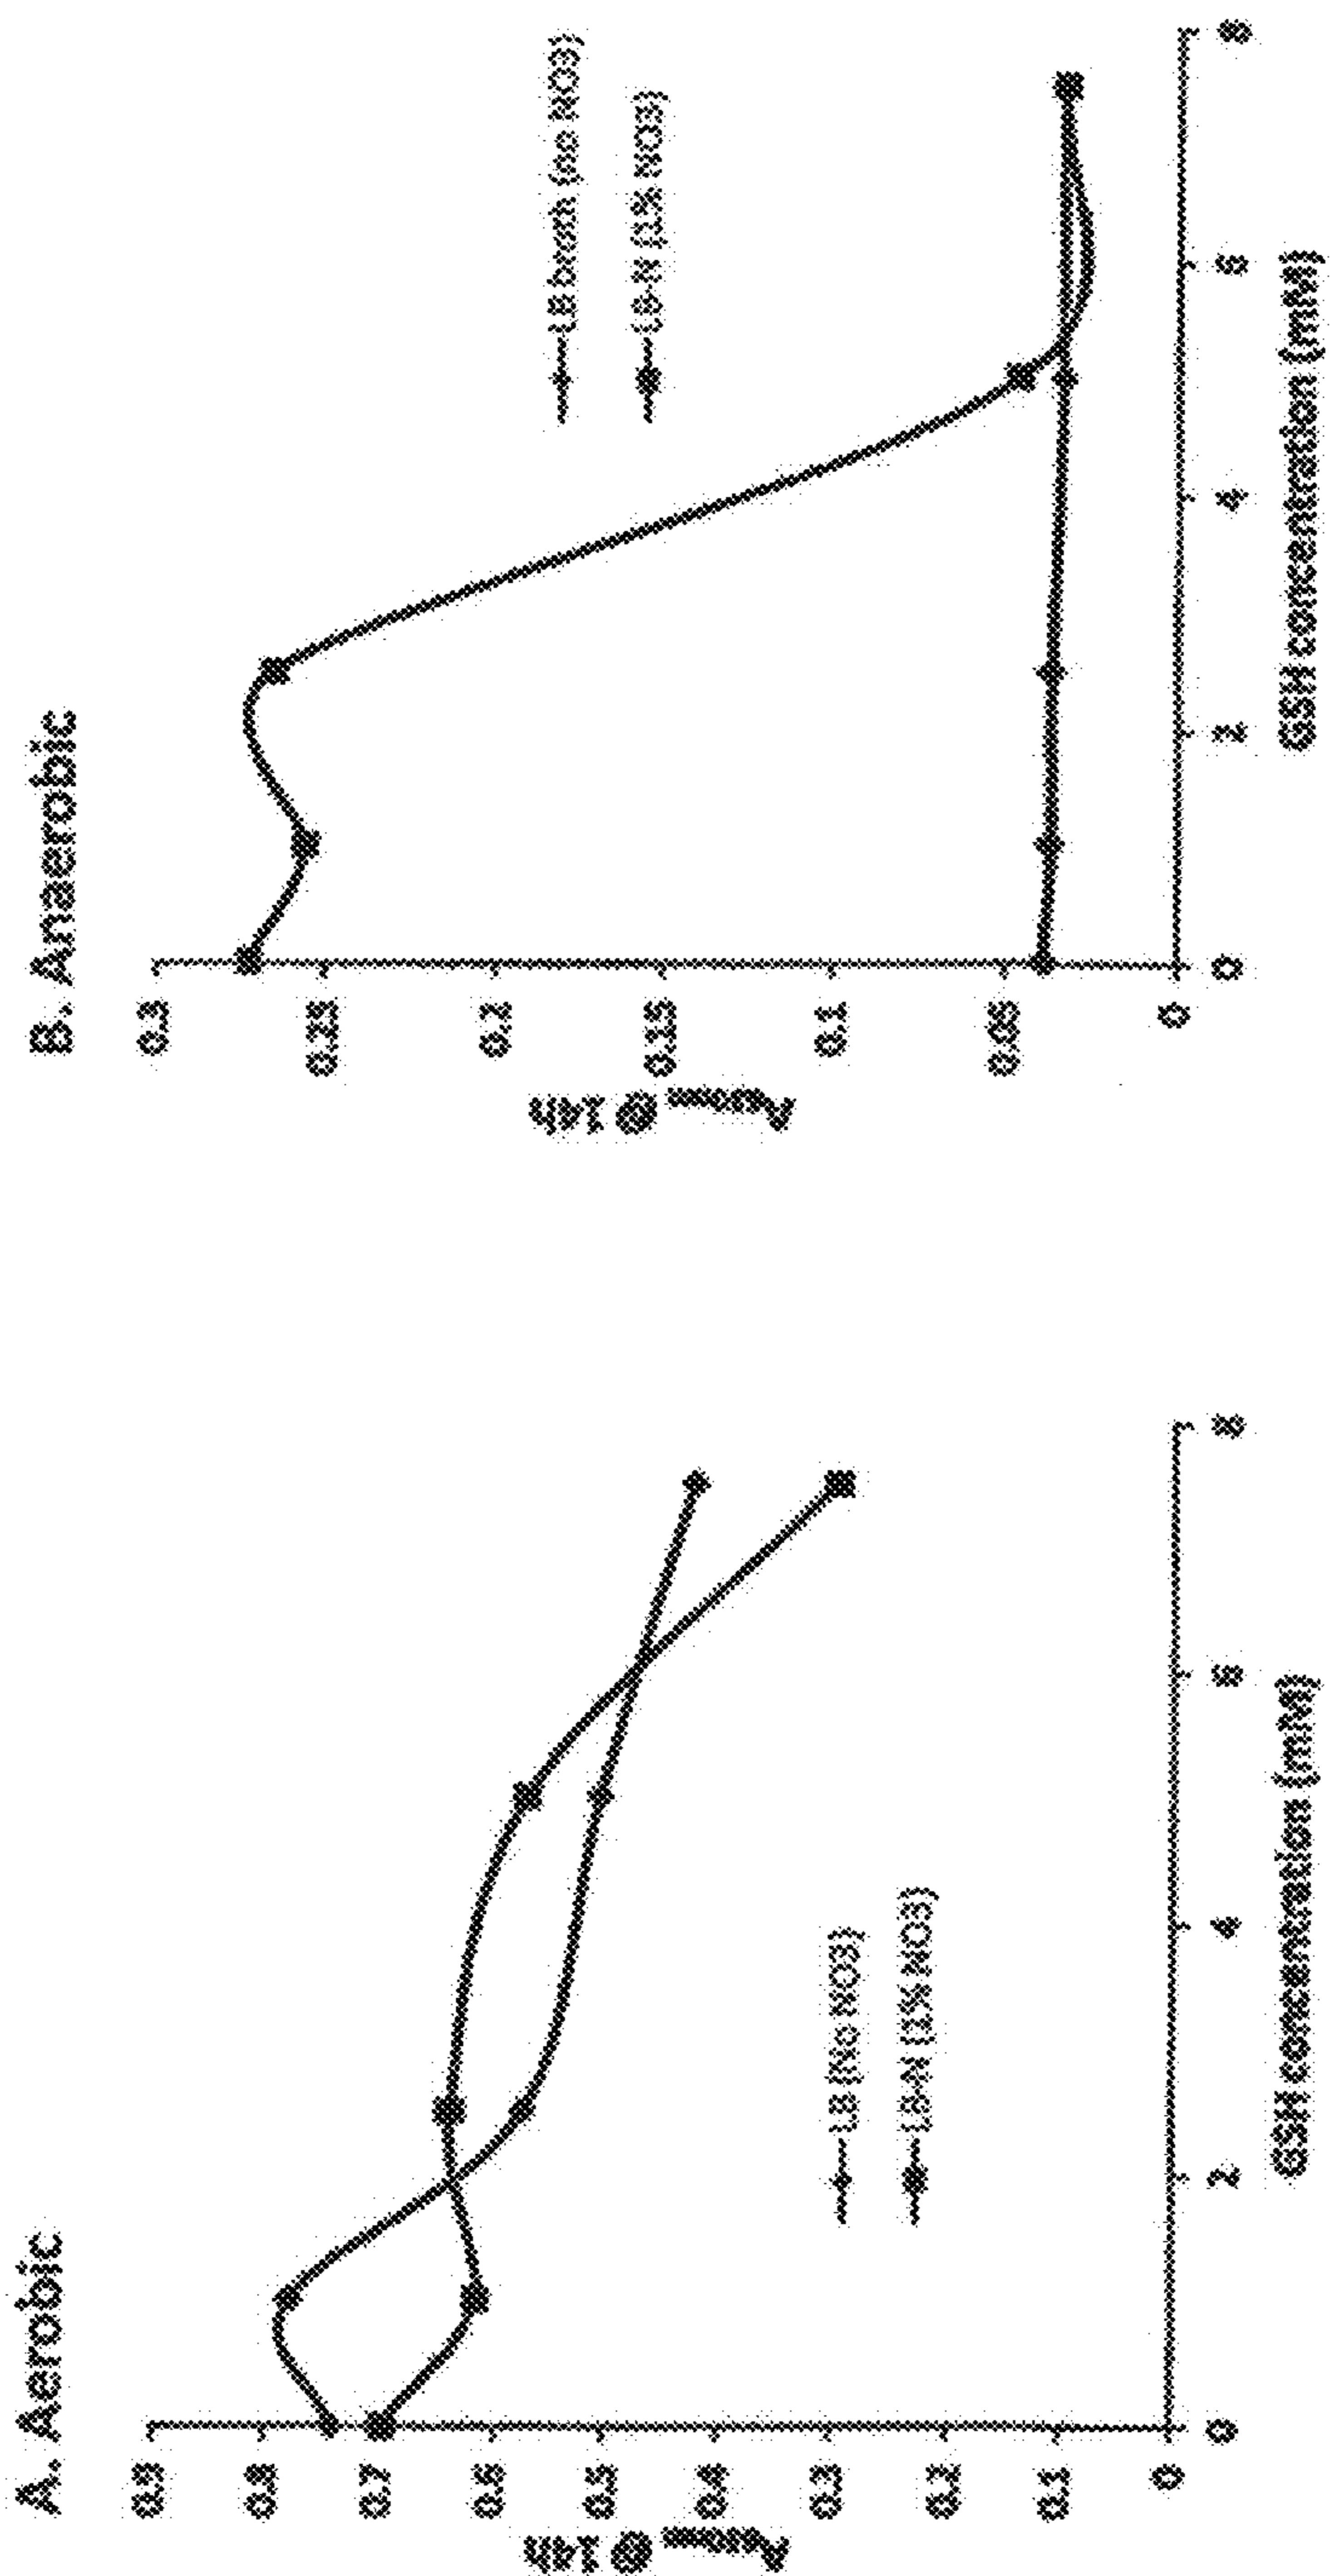 A. Aerobic
0.9
0.8
0.7
0.6
0.5
0.4
0.3
0.2
0.1
0
@ 14h
LB (No NO3)
LB-N (1% NO3)
0
2
4
6
8
GSH concentration (mM)
B. Anaerobic
0.3
0.25
0.2
0.15
0.1
0.05
0
@ 14h
LB broth (no NO3)
LB-N (1% NO3)
0
2
4
6
8
GSH concentration (mM)